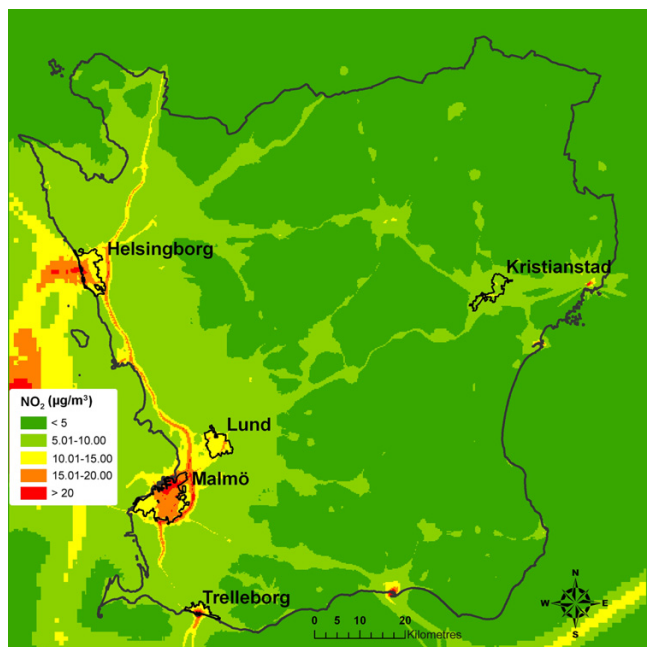 Helsingborg
Kristianstad
NO₂ (µg/m³)
< 5
5.01-10.00
10.01-15.00
15.01-20.00
> 20
Lund
Malmö
Trelleborg
N
W E
S
0 5 10 20
Kilometres